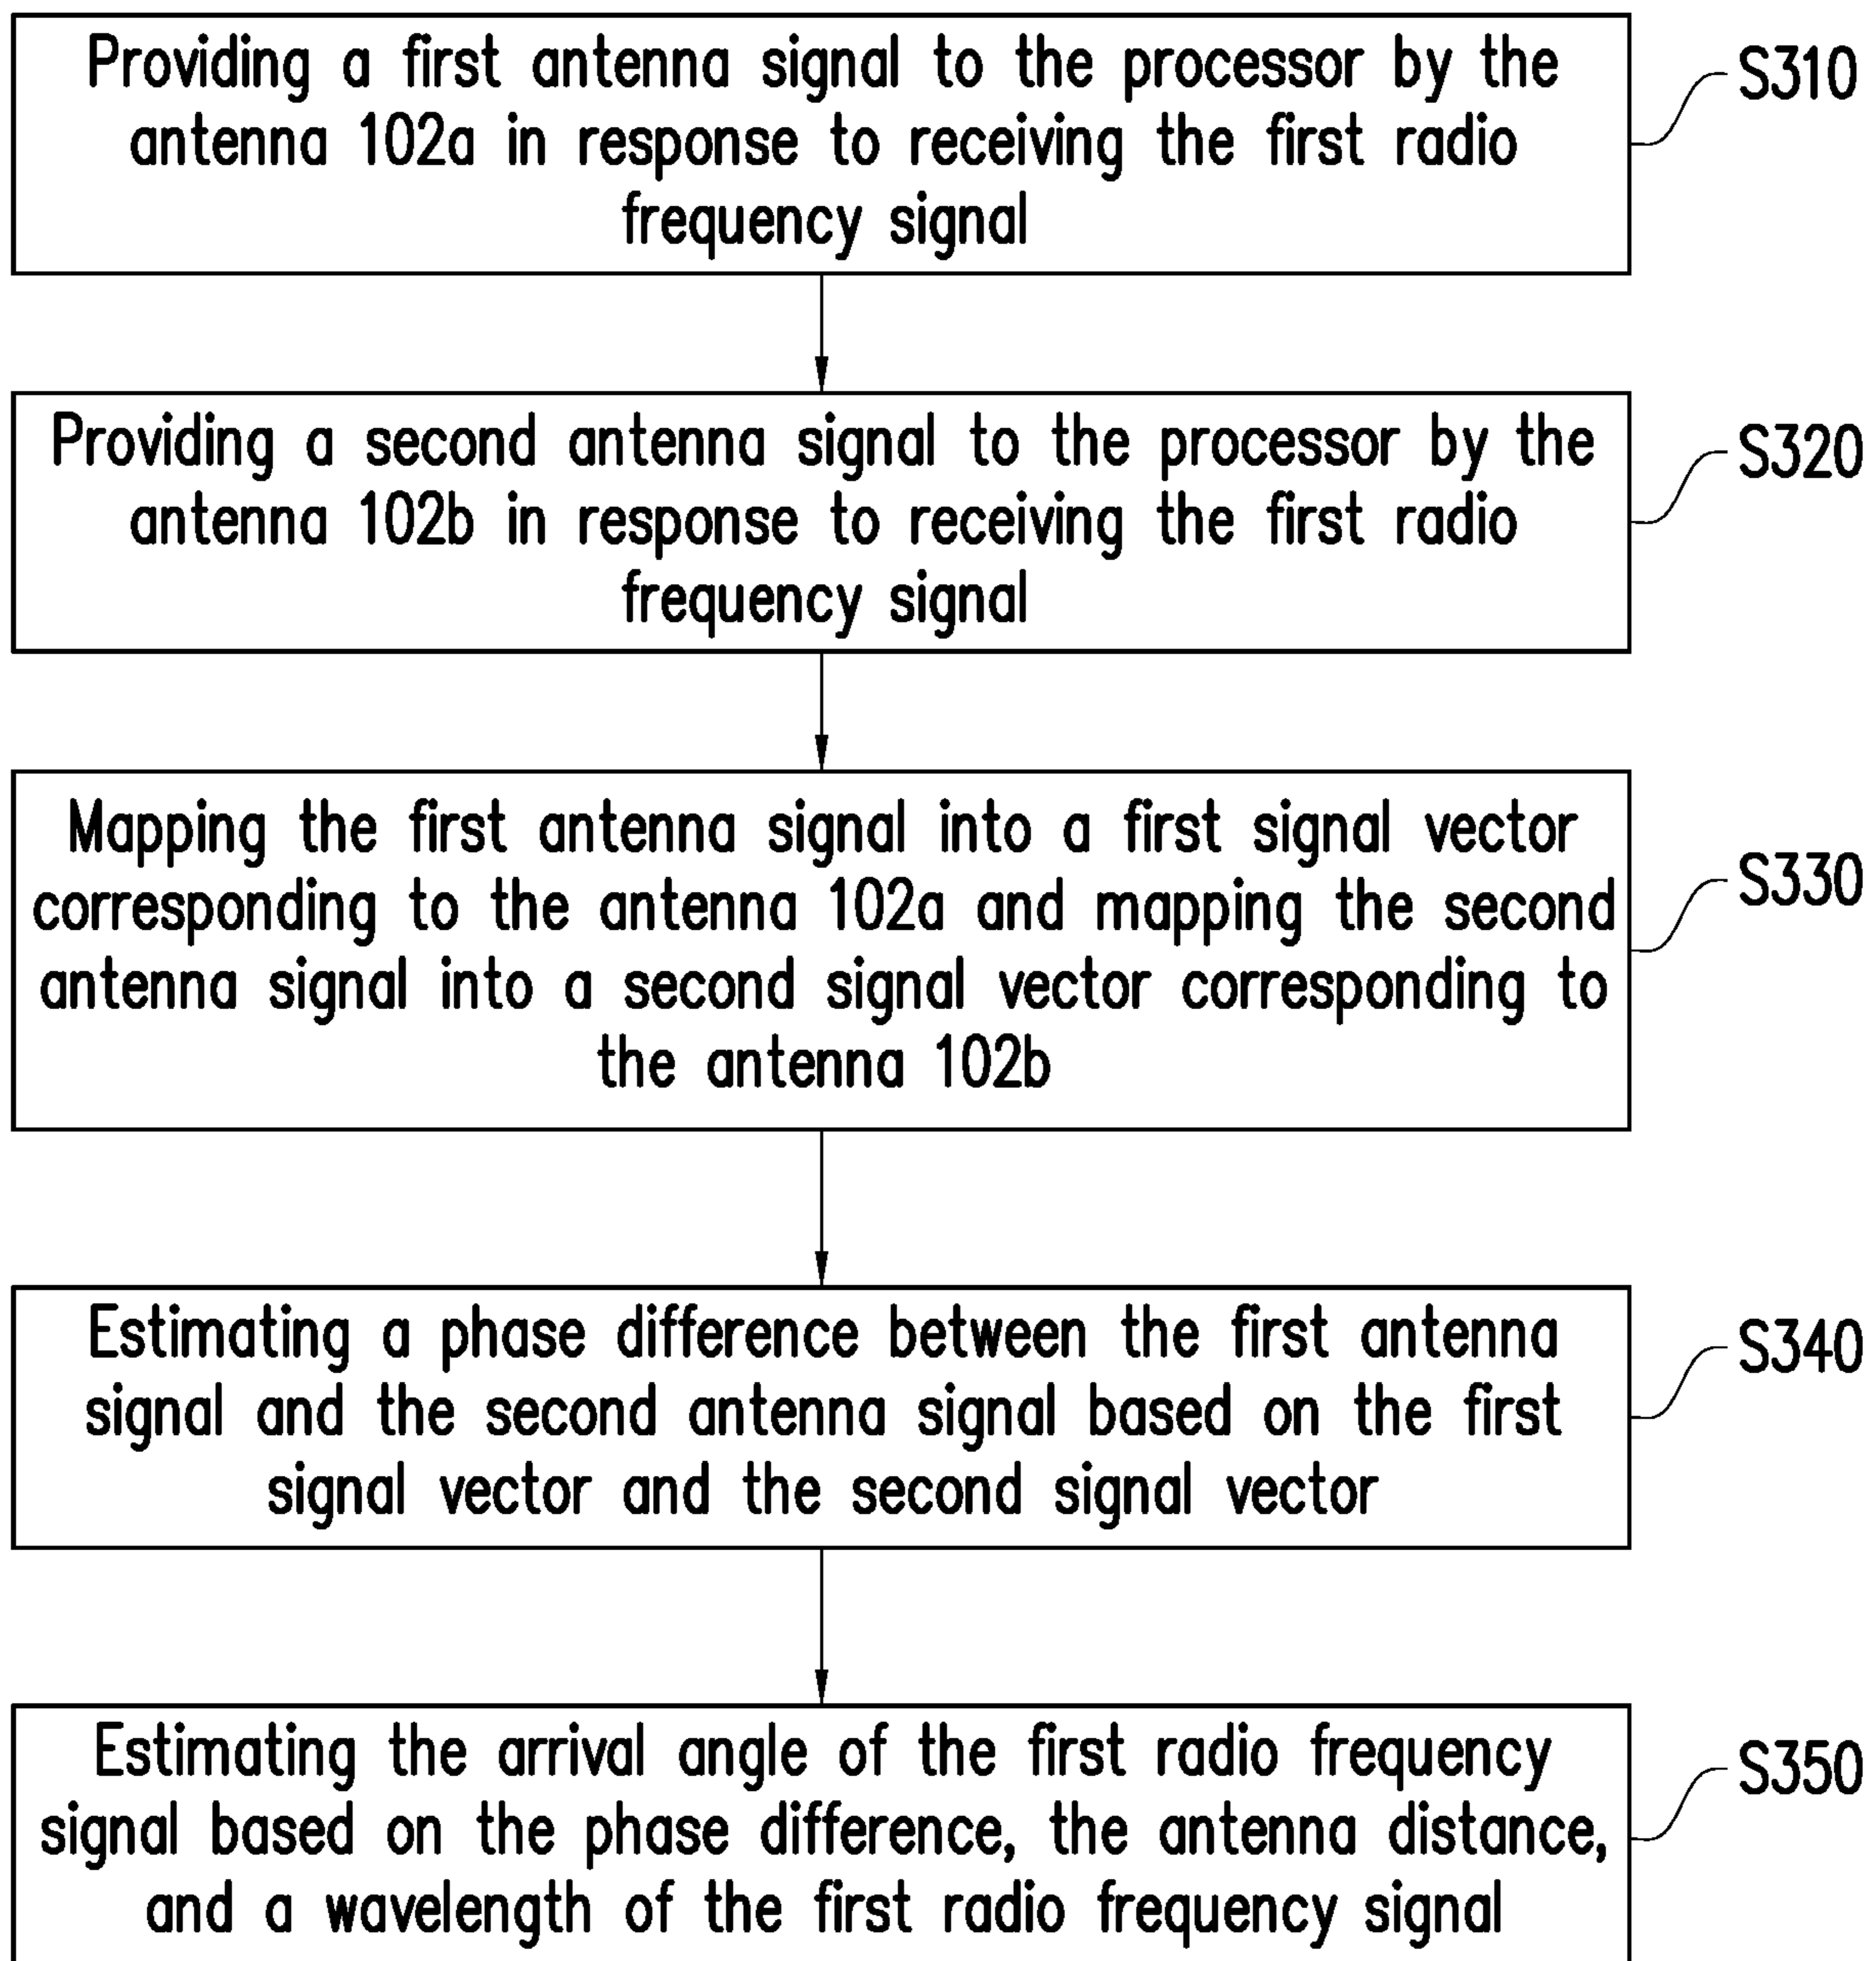 Providing a first antenna signal to the processor by the
antenna 102a in response to receiving the first radio
frequency signal
S310
Providing a second antenna signal to the processor by the
antenna 102b in response to receiving the first radio
frequency signal
S320
Mapping the first antenna signal into a first signal vector
corresponding to the antenna 102a and mapping the second
antenna signal into a second signal vector corresponding to
the antenna 102b
S330
Estimating a phase difference between the first antenna
signal and the second antenna signal based on the first
signal vector and the second signal vector
S340
Estimating the arrival angle of the first radio frequency
signal based on the phase difference, the antenna distance,
and a wavelength of the first radio frequency signal
S350